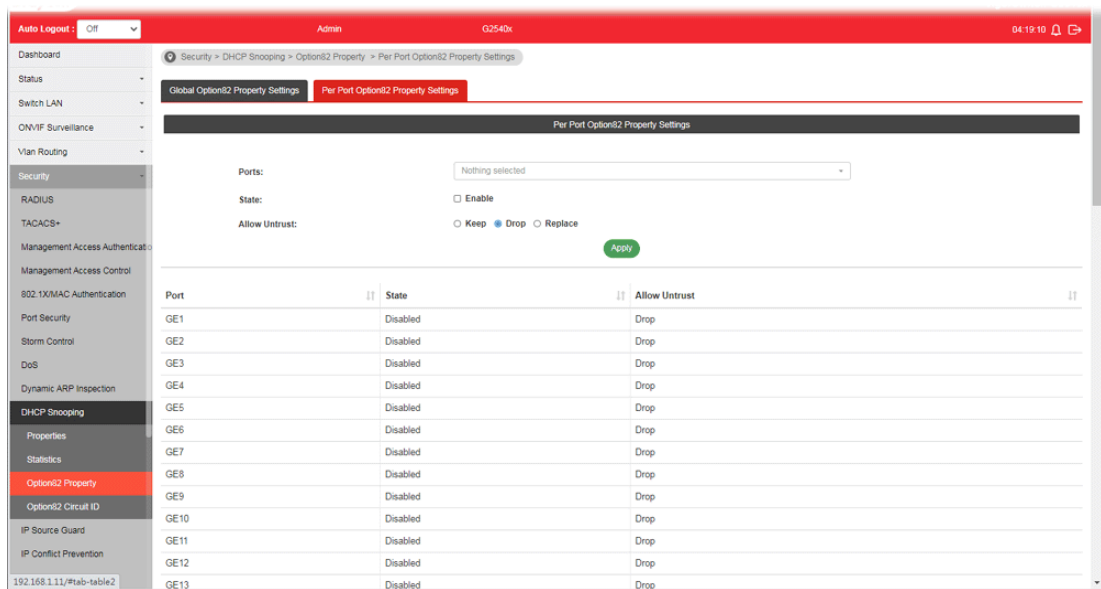 Auto Logout : Off Admin G2540x 04:19:10
Dashboard
Status
Switch LAN
ONVIF Surveillance
Vlan Routing
Security
RADIUS
TACACS+
Management Access Authenticatio
Management Access Control
802.1X/MAC Authentication
Port Security
Storm Control
DoS
Dynamic ARP Inspection
DHCP Snooping
Properties
Statistics
Option82 Property
Option82 Circuit ID
IP Source Guard
IP Conflict Prevention
192.168.1.11/#tab-table2
Security > DHCP Snooping > Option82 Property > Per Port Option82 Property Settings
Global Option82 Property Settings Per Port Option82 Property Settings
Per Port Option82 Property Settings
Ports: Nothing selected
State: Enable
Allow Untrust: Keep Drop Replace
Apply
Port State Allow Untrust
GE1 Disabled Drop
GE2 Disabled Drop
GE3 Disabled Drop
GE4 Disabled Drop
GE5 Disabled Drop
GE6 Disabled Drop
GE7 Disabled Drop
GE8 Disabled Drop
GE9 Disabled Drop
GE10 Disabled Drop
GE11 Disabled Drop
GE12 Disabled Drop
GE13 Disabled Drop